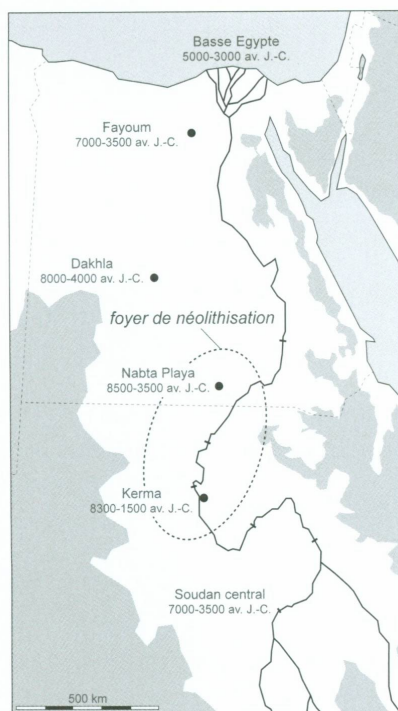 Basse Egypte
5000-3000 av. J.-C.
Fayoum
7000-3500 av. J.-C.
Dakhla
8000-4000 av. J.-C.
foyer de néolithisation
Nabta Playa
8500-3500 av. J.-C.
Kerma
8300-1500 av. J.-C.
Soudan central
7000-3500 av. J.-C.
500 km